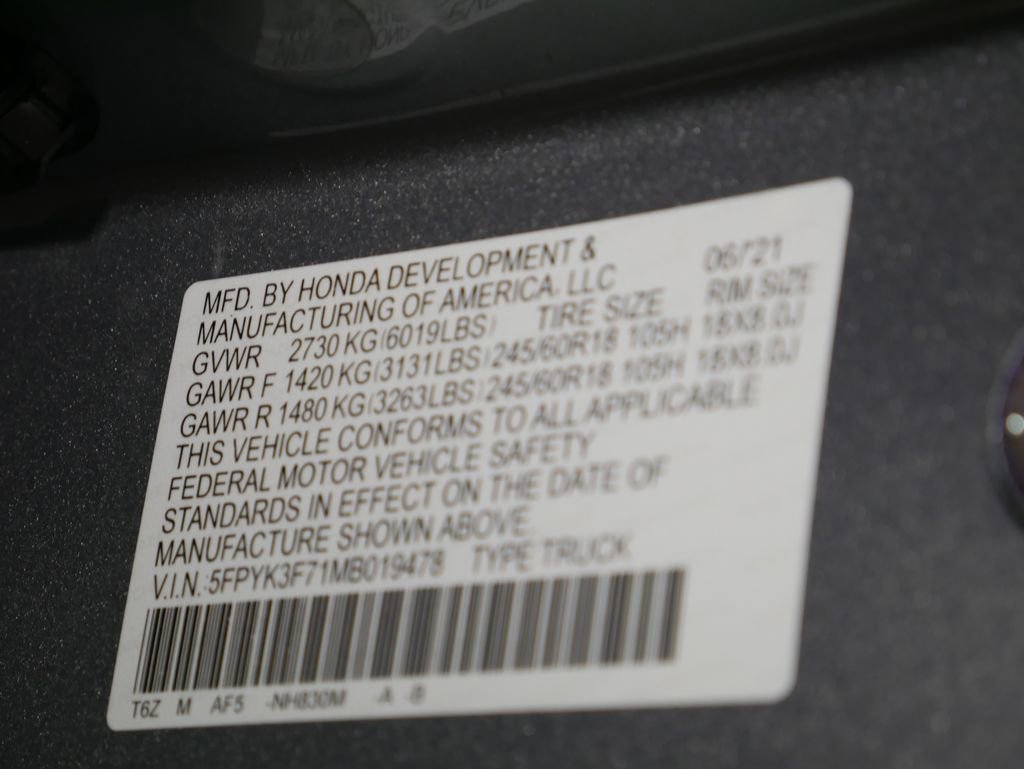 MFD. BY HONDA DEVELOPMENT &
MANUFACTURING OF AMERICA, LLC 06/'21
GVWR 2730 KG(6019LBS) TIRE SIZE RIM SIZE
GAWR F 1420 KG(3131LBS) 245/60R18 105H 18X8.0J
GAWR R 1480 KG(3263LBS) 245/60R18 105H 18X8.0J
THIS VEHICLE CONFORMS TO ALL APPLICABLE
FEDERAL MOTOR VEHICLE SAFETY
STANDARDS IN EFFECT ON THE DATE OF
MANUFACTURE SHOWN ABOVE.
V.I.N.:5FPYK3F71MB019478 TYPE TRUCK
T6Z M AF5 -NH830M -A -B